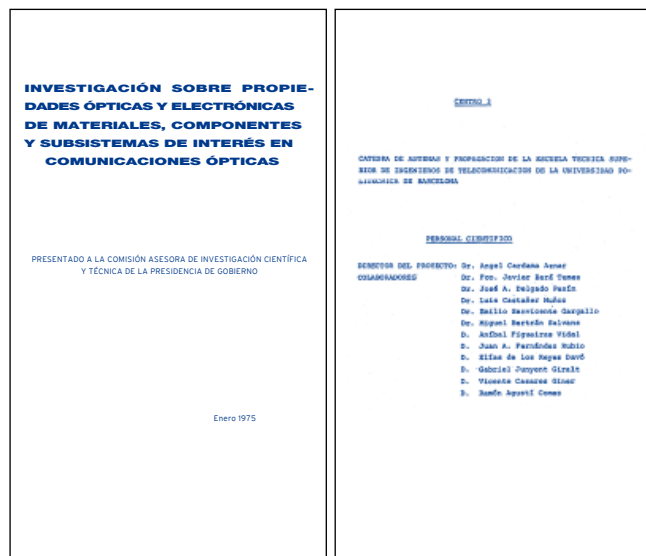 INVESTIGACIÓN SOBRE PROPIE-
DADES ÓPTICAS Y ELECTRÓNICAS
DE MATERIALES, COMPONENTES
Y SUBSISTEMAS DE INTERÉS EN
COMUNICACIONES ÓPTICAS
PRESENTADO A LA COMISIÓN ASESORA DE INVESTIGACIÓN CIENTÍFICA
Y TÉCNICA DE LA PRESIDENCIA DE GOBIERNO
Enero 1975
CENTRO 2
CATEDRA DE ANTENAS Y PROPAGACION DE LA ESCUELA TECNICA SUPE-
RIOR DE INGENIEROS DE TELECOMUNICACION DE LA UNIVERSIDAD PO-
LITECNICA DE BARCELONA
PERSONAL CIENTIFICO
DIRECTOR DEL PROYECTO: Dr. Angel Cardama Aznar
COLABORADORES Dr. Fco. Javier Bará Temes
Dr. José A. Delgado Penín
Dr. Luis Castañer Muñoz
Dr. Emilio Sanvicente Gargallo
Dr. Miguel Bertrán Salvans
D. Aníbal Figueiras Vidal
D. Juan A. Fernández Rubio
D. Elías de los Reyes Davó
D. Gabriel Junyent Giralt
D. Vicente Casares Giner
D. Ramón Agustí Comes